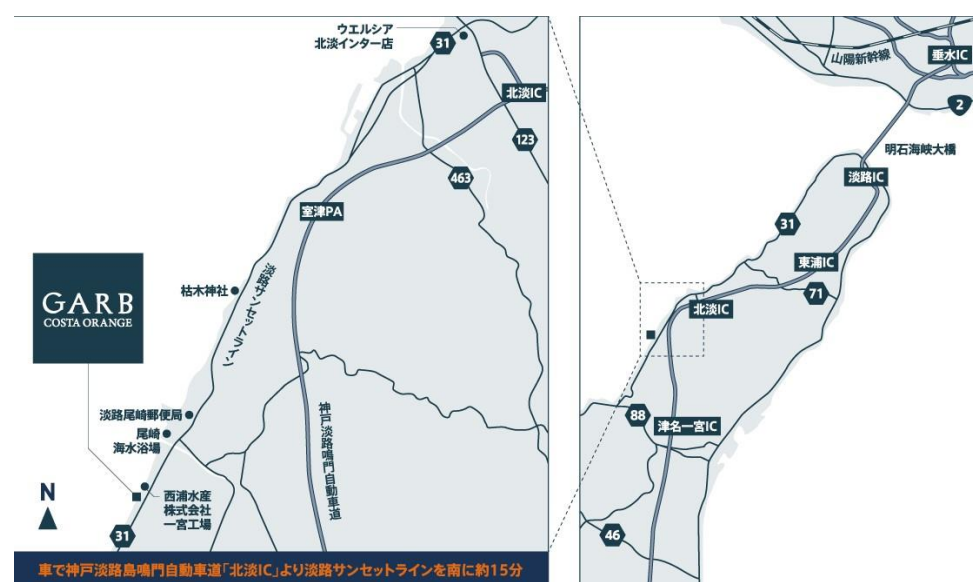 ウエルシア
北淡インター店
31
北淡IC
123
463
室津PA
GARB
COSTA ORANGE
枯木神社
淡路サンセットライン
淡路尾崎郵便局
尾崎
海水浴場
神戸淡路鳴門自動車道
N
西浦水産
株式会社
一宮工場
31
車で神戸淡路島鳴門自動車道「北淡IC」より淡路サンセットラインを南に約15分
山陽新幹線
垂水IC
2
明石海峡大橋
淡路IC
31
東浦IC
71
北淡IC
88
津名一宮IC
46